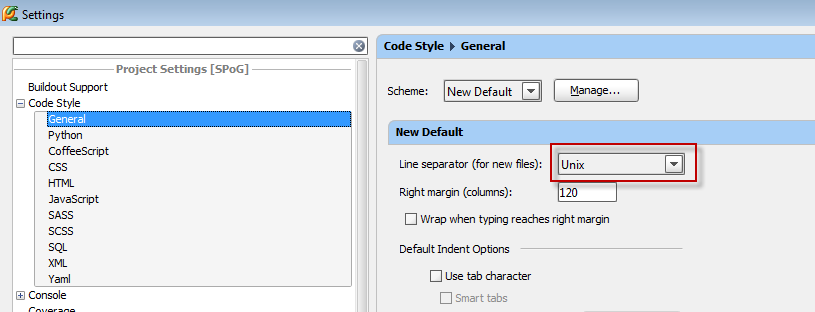 Settings
Project Settings [SPoG]
Buildout Support
Code Style
General
Python
CoffeeScript
CSS
HTML
JavaScript
SASS
SCSS
SQL
XML
Yaml
Console
Coverage
Code Style General
Scheme: New Default Manage...
New Default
Line separator (for new files): Unix
Right margin (columns): 120
Wrap when typing reaches right margin
Default Indent Options
Use tab character
Smart tabs